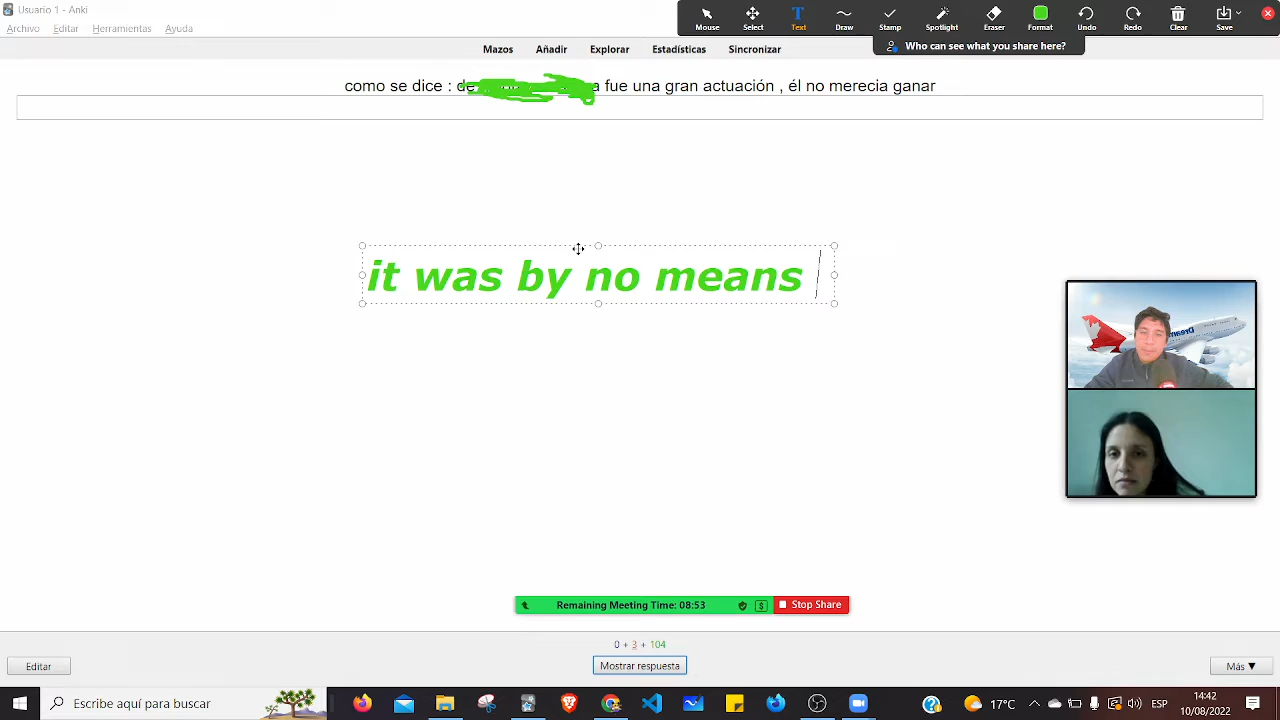 Usuario 1 - Anki
Archivo Editar Herramientas Ayuda
Mouse Select Text Draw Stamp Spotlight Eraser Format Undo Redo Clear Save
Who can see what you share here?
Mazos Añadir Explorar Estadísticas Sincronizar
como se dice : de a fue una gran actuación , él no merecia ganar
it was by no means
Remaining Meeting Time: 08:53 Stop Share
0 + 3 + 104
Editar Mostrar respuesta Más ▼
Escribe aquí para buscar 17°C ESP 14:42
10/08/2022